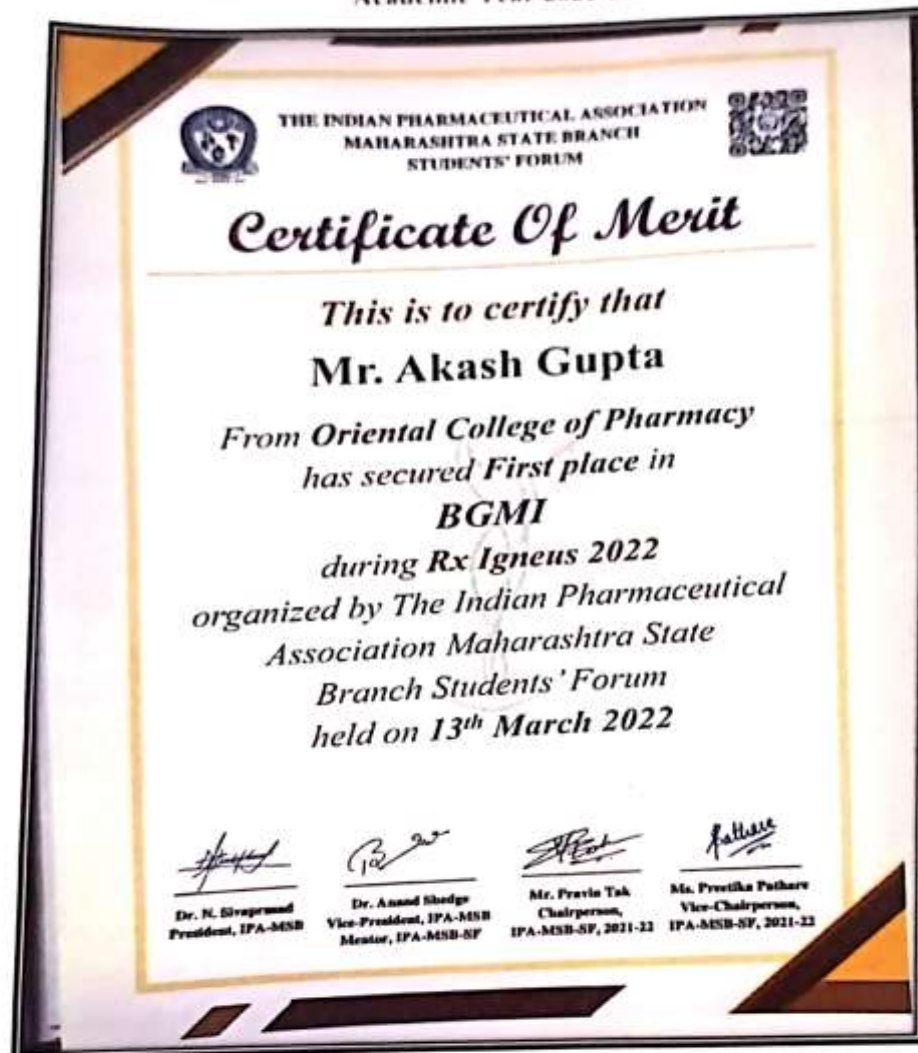 Academic Year
THE INDIAN PHARMACEUTICAL ASSOCIATION
MAHARASHTRA STATE BRANCH
STUDENTS' FORUM
Certificate Of Merit
This is to certify that
Mr. Akash Gupta
From Oriental College of Pharmacy
has secured First place in
BGMI
during Rx Igneus 2022
organized by The Indian Pharmaceutical
Association Maharashtra State
Branch Students' Forum
held on 13th March 2022
Dr. N. Sivaprasad
President, IPA-MSB
Dr. Anand Shedge
Vice-President, IPA-MSB
Mentor, IPA-MSB-SF
Mr. Pravin Tak
Chairperson,
IPA-MSB-SF, 2021-22
Ms. Preetika Pathare
Vice-Chairperson,
IPA-MSB-SF, 2021-22